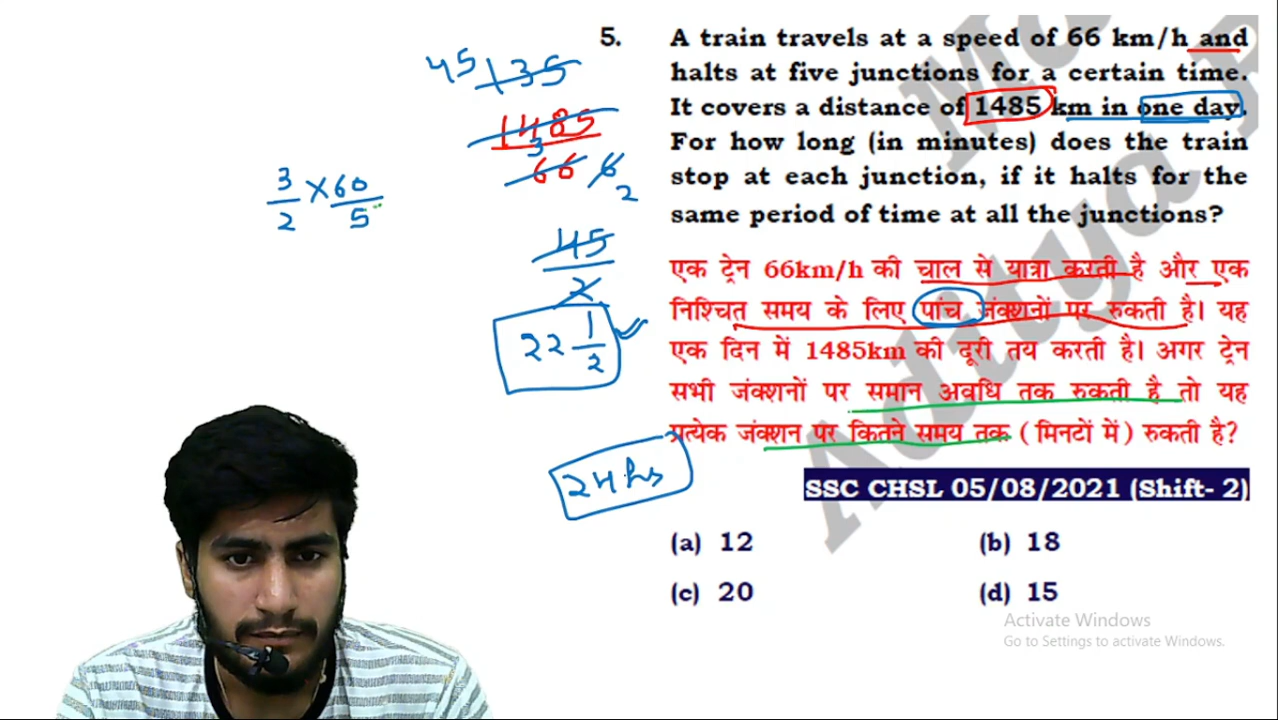 5. A train travels at a speed of 66 km/h and
halts at five junctions for a certain time.
It covers a distance of 1485 km in one day.
For how long (in minutes) does the train
stop at each junction, if it halts for the
same period of time at all the junctions?
एक ट्रेन 66km/h की चाल से यात्रा करती है और एक
निश्चित समय के लिए पांच जंक्शनों पर रुकती है। यह
एक दिन में 1485km की दूरी तय करती है। अगर ट्रेन
सभी जंक्शनों पर समान अवधि तक रुकती है तो यह
प्रत्येक जंक्शन पर कितने समय तक (मिनटों में) रुकती है?
SSC CHSL 05/08/2021 (Shift- 2)
(a) 12 (b) 18
(c) 20 (d) 15
45 135
1485
3
66 6
2
45
2
22 1/2
24 hrs
3/2 × 60/5
Aditya
Activate Windows
Go to Settings to activate Windows.